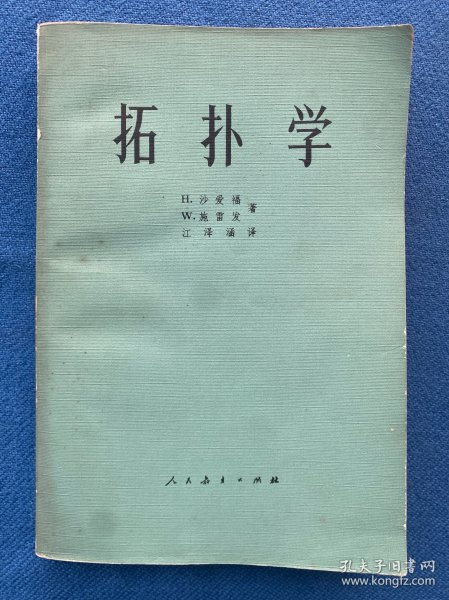 拓扑学
H. 沙爱福
W. 施雷发 著
江泽涵 译
人民教育出版社
孔夫子旧书网
www.kongfz.com